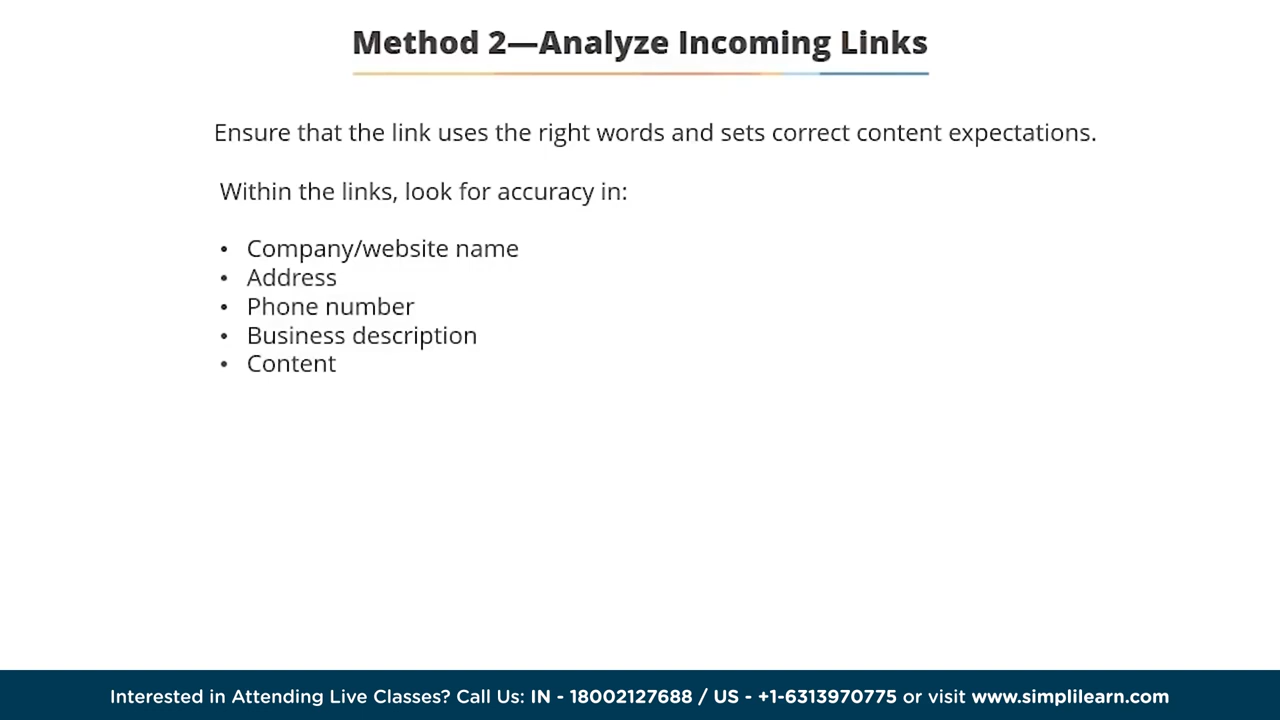 Method 2—Analyze Incoming Links
Ensure that the link uses the right words and sets correct content expectations.
Within the links, look for accuracy in:
• Company/website name
• Address
• Phone number
• Business description
• Content
Interested in Attending Live Classes? Call Us: IN - 18002127688 / US - +1-6313970775 or visit www.simplilearn.com